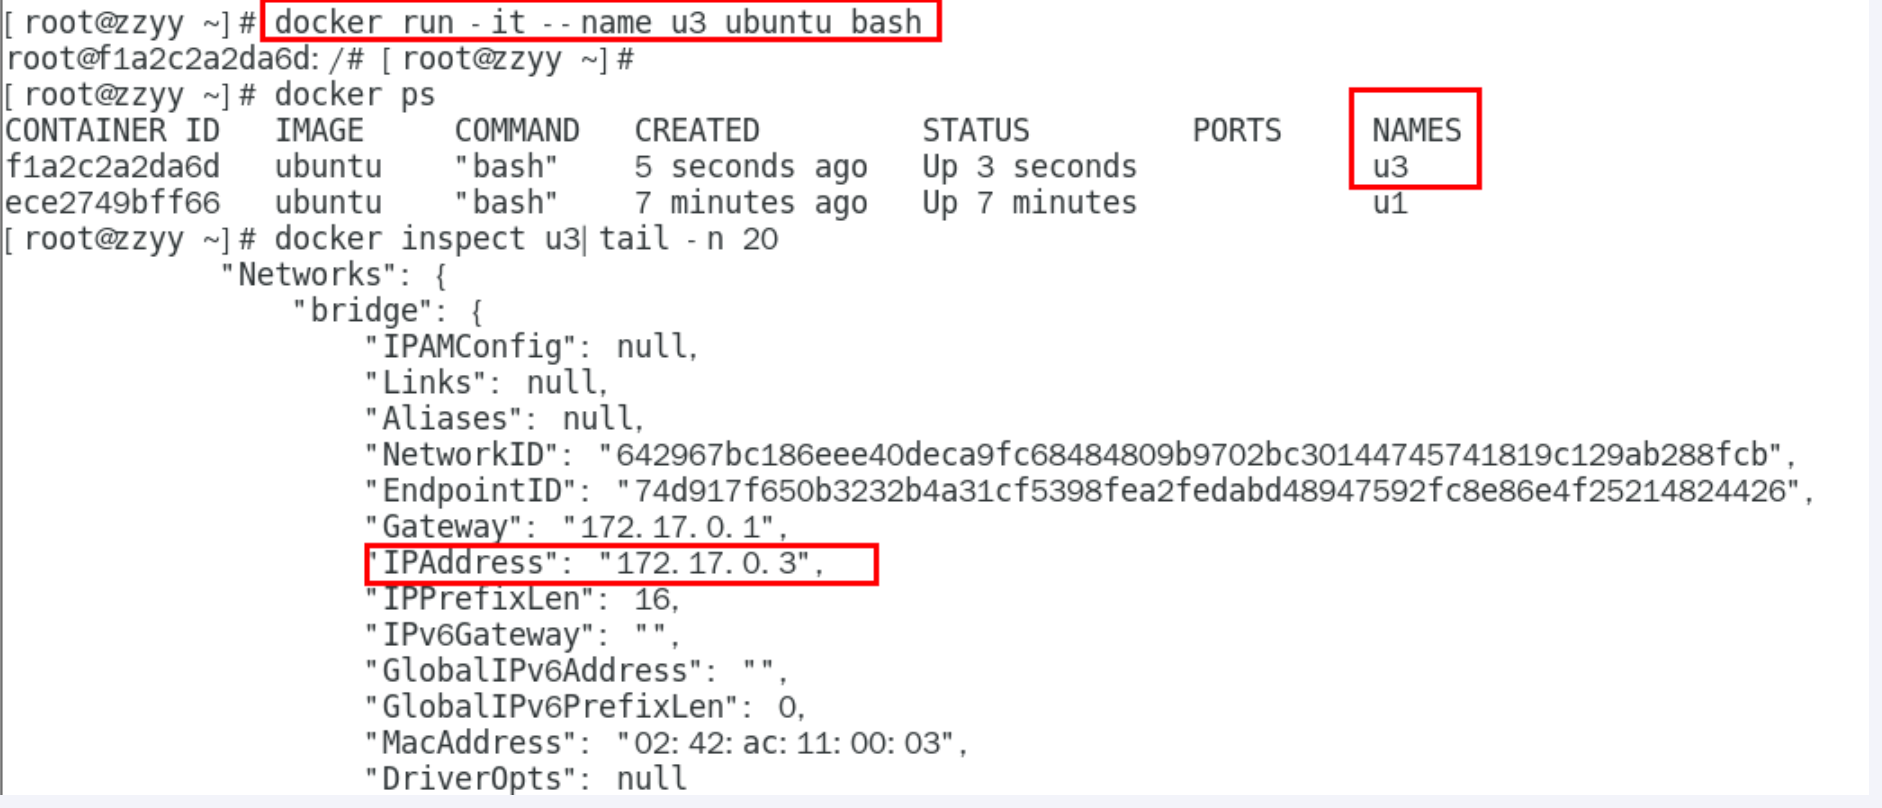 [root@zzyy ~]# docker run -it --name u3 ubuntu bash
root@f1a2c2a2da6d:/# [root@zzyy ~]#
[root@zzyy ~]# docker ps
CONTAINER ID   IMAGE     COMMAND   CREATED         STATUS         PORTS     NAMES
f1a2c2a2da6d   ubuntu    "bash"    5 seconds ago   Up 3 seconds             u3
ece2749bff66   ubuntu    "bash"    7 minutes ago   Up 7 minutes             u1
[root@zzyy ~]# docker inspect u3|tail -n 20
            "Networks": {
                "bridge": {
                    "IPAMConfig": null,
                    "Links": null,
                    "Aliases": null,
                    "NetworkID": "642967bc186eee40deca9fc68484809b9702bc30144745741819c129ab288fcb",
                    "EndpointID": "74d917f650b3232b4a31cf5398fea2fedabd48947592fc8e86e4f25214824426",
                    "Gateway": "172.17.0.1",
                    "IPAddress": "172.17.0.3",
                    "IPPrefixLen": 16,
                    "IPv6Gateway": "",
                    "GlobalIPv6Address": "",
                    "GlobalIPv6PrefixLen": 0,
                    "MacAddress": "02:42:ac:11:00:03",
                    "DriverOpts": null